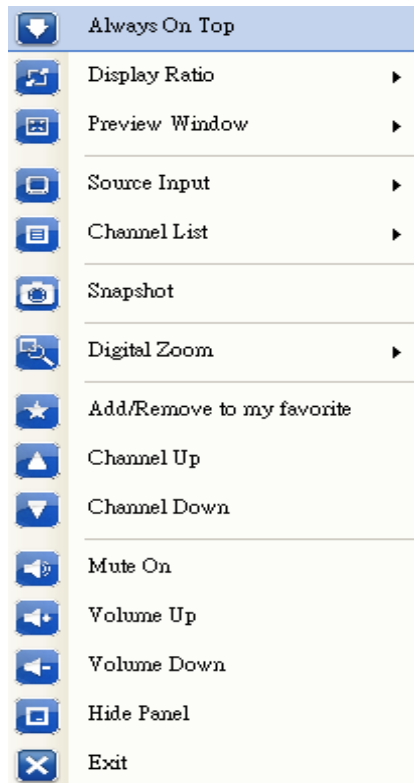 Always On Top
Display Ratio
Preview Window
Source Input
Channel List
Snapshot
Digital Zoom
Add/Remove to my favorite
Channel Up
Channel Down
Mute On
Volume Up
Volume Down
Hide Panel
Exit